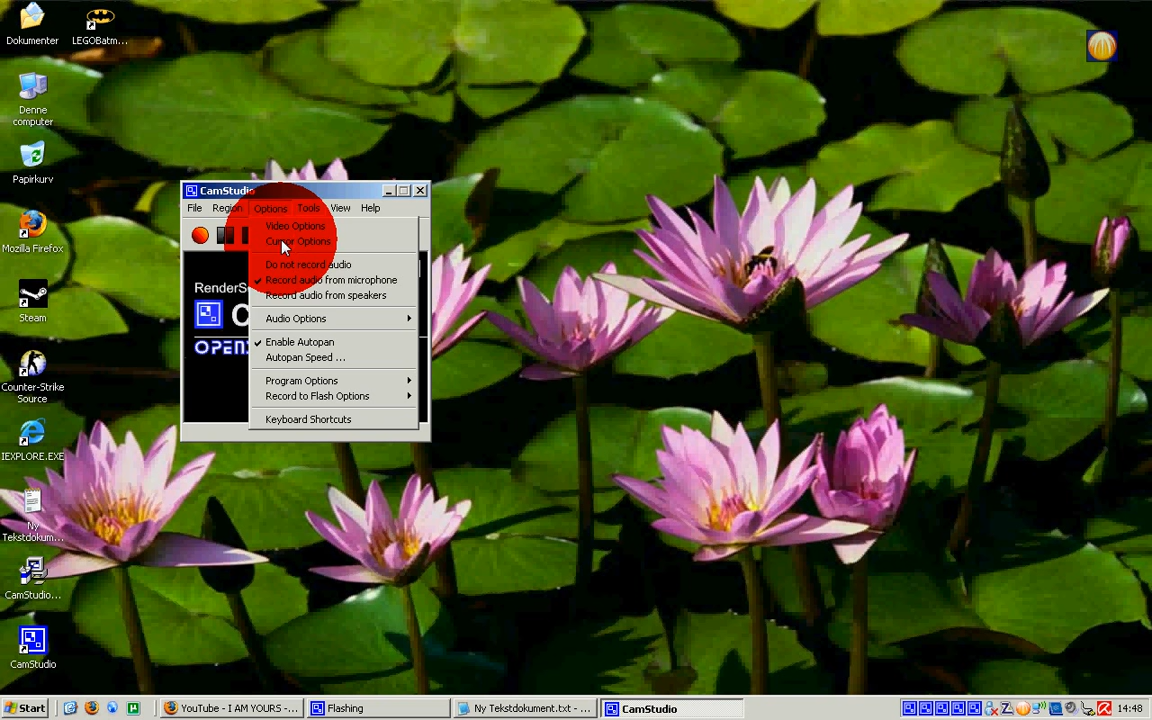 Dokumenter
LEGOBatm...
Denne
computer
Papirkurv
Mozilla Firefox
Steam
Counter-Strike
Source
IEXPLORE.EXE
Ny
Tekstdokum...
CamStudio...
CamStudio
CamStudio
File Region Options Tools View Help
OPEN
Video Options
Cursor Options
Do not record audio
Record audio from microphone
Record audio from speakers
Audio Options
Enable Autopan
Autopan Speed ...
Program Options
Record to Flash Options
Keyboard Shortcuts
Start
YouTube - I AM YOURS -...
Flashing
Ny Tekstdokument.txt - ...
CamStudio
14:48